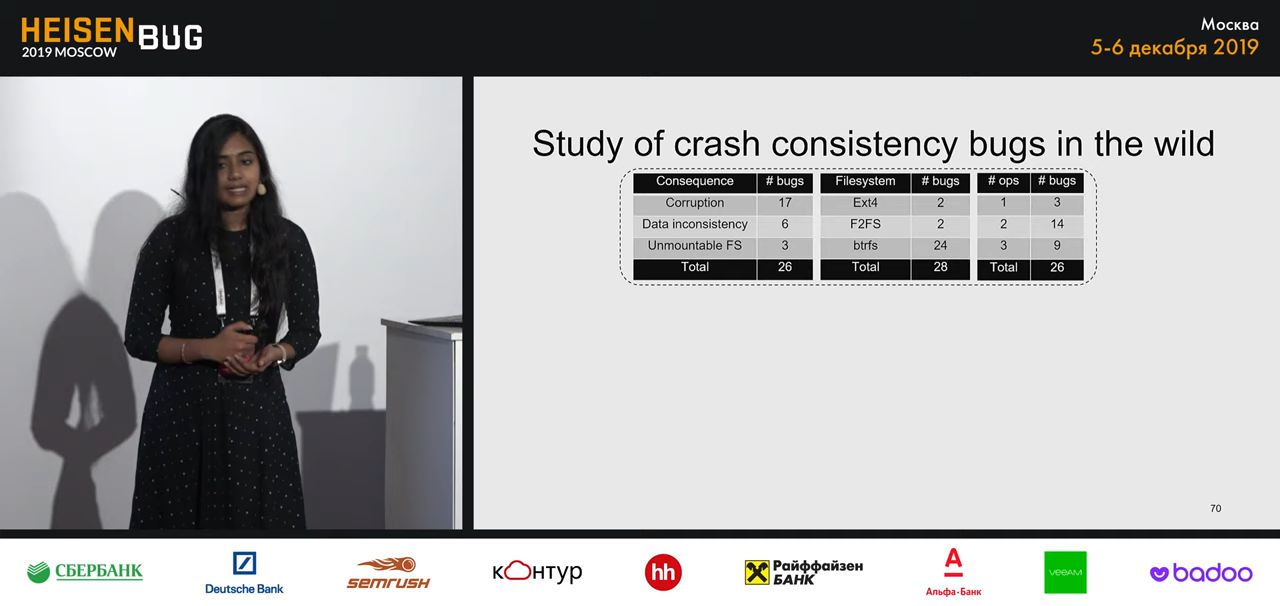 HEISEN
BUG
2019 MOSCOW
Москва
5-6 декабря 2019
Study of crash consistency bugs in the wild
Consequence # bugs Filesystem # bugs # ops # bugs
Corruption 17 Ext4 2 1 3
Data inconsistency 6 F2FS 2 2 14
Unmountable FS 3 btrfs 24 3 9
Total 26 Total 28 Total 26
70
СБЕРБАНК
Deutsche Bank
semrush
контур
hh
Райффайзен
БАНК
А
Альфа·Банк
veeam
badoo